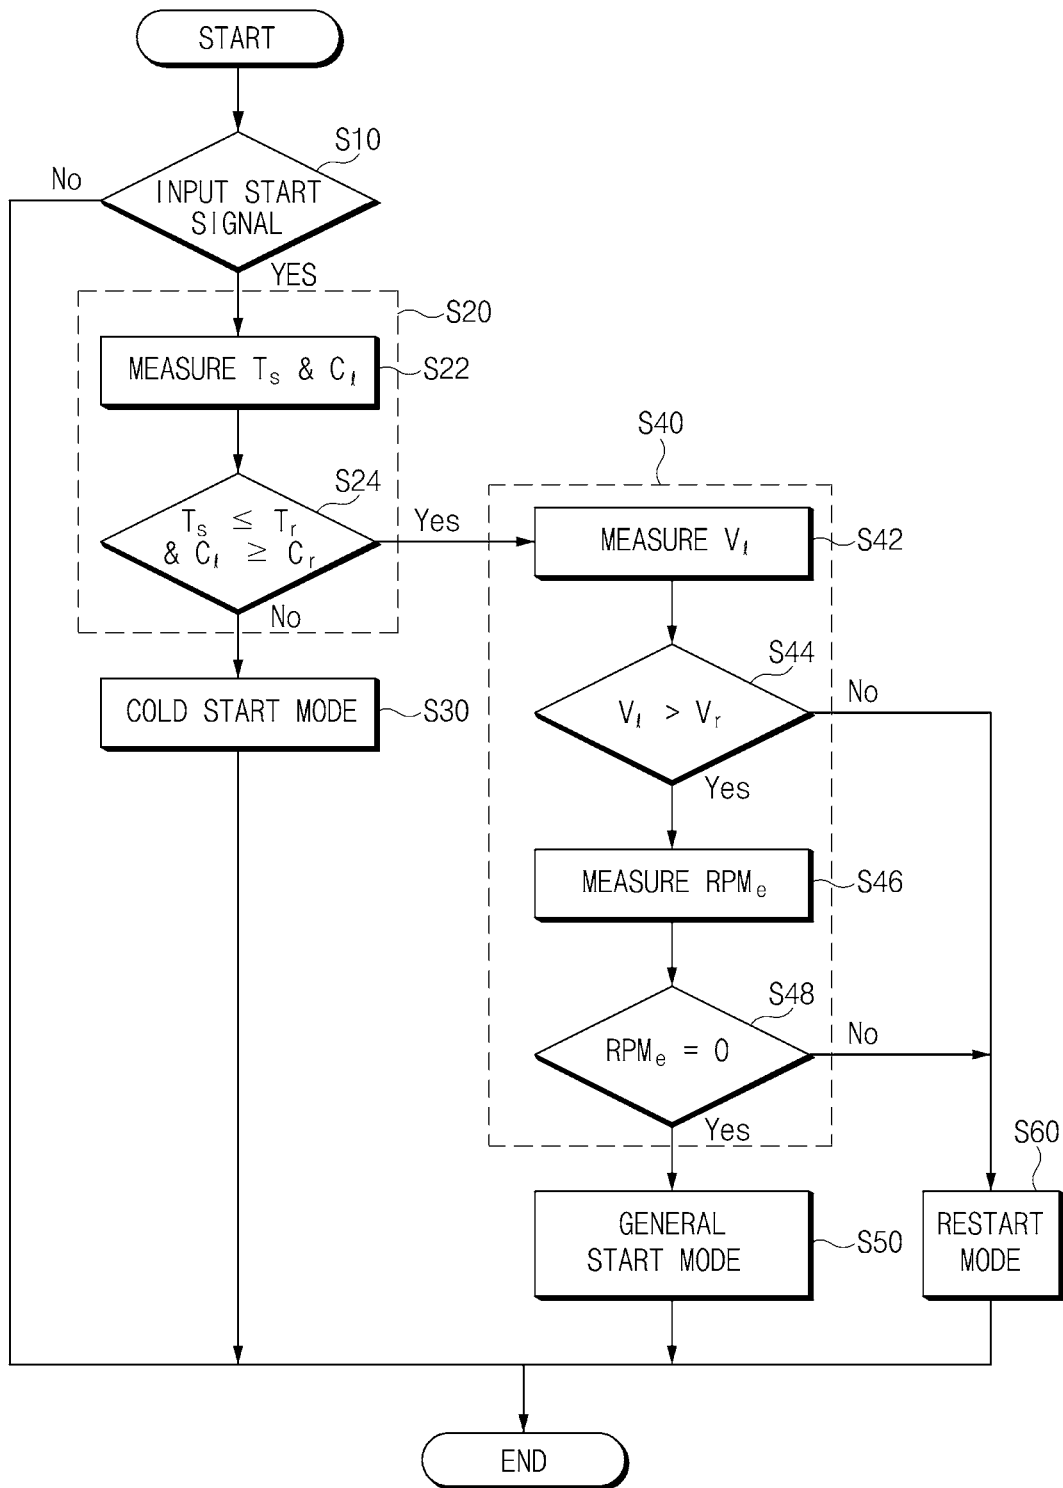 START
S10
No
INPUT START
SIGNAL
YES
S20
MEASURE Tₛ & Cₗ
S22
S40
S24
Tₛ ≤ Tᵣ
& Cₗ ≥ Cᵣ
Yes
No
MEASURE Vₗ
S42
S44
Vₗ > Vᵣ
No
Yes
COLD START MODE
S30
MEASURE RPMₑ
S46
S48
RPMₑ = 0
No
Yes
S60
GENERAL
START MODE
S50
RESTART
MODE
END